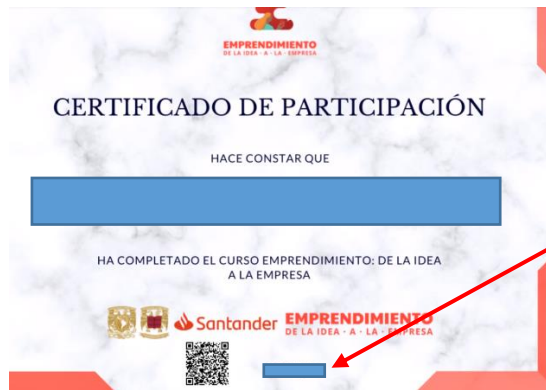 EMPRENDIMIENTO
DE LA IDEA · A · LA · EMPRESA
CERTIFICADO DE PARTICIPACIÓN
HACE CONSTAR QUE
HA COMPLETADO EL CURSO EMPRENDIMIENTO: DE LA IDEA
A LA EMPRESA
Santander EMPRENDIMIENTO
DE LA IDEA · A · LA · EMPRESA